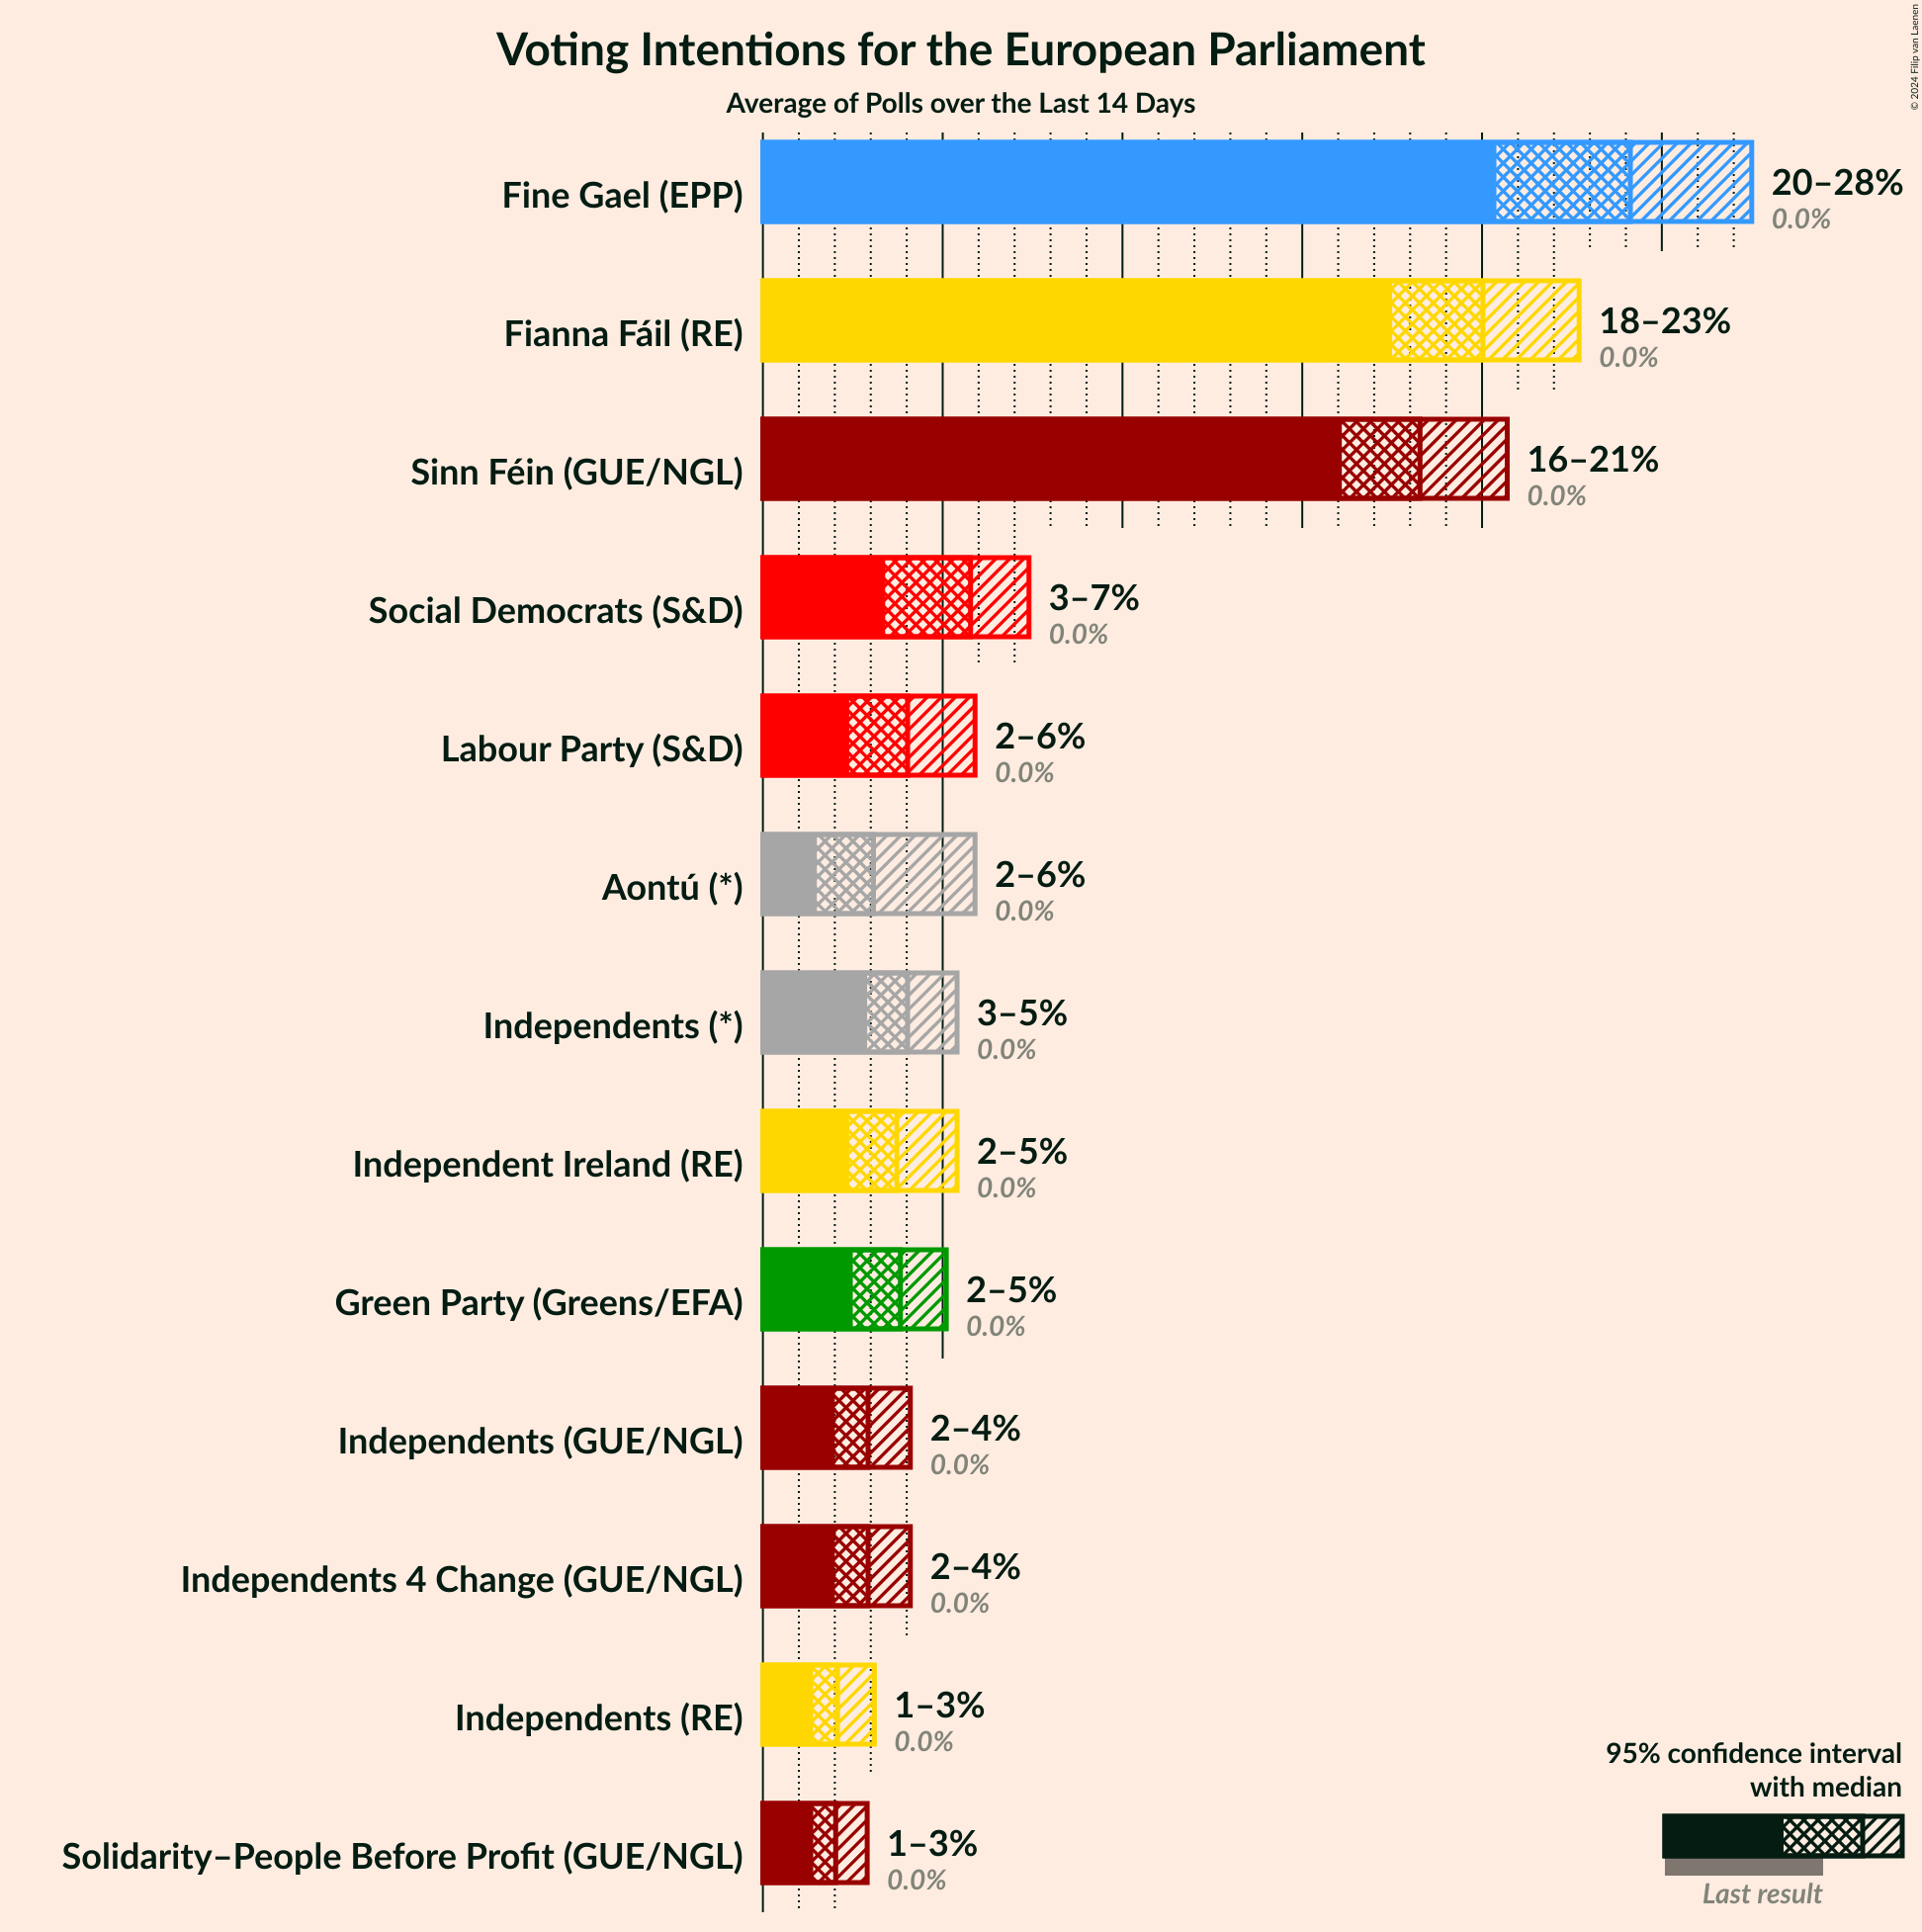 Voting Intentions for the European Parliament
Average of Polls over the Last 14 Days
© 2024 Filip van Laenen
Fine Gael (EPP)
20–28%
0.0%
Fianna Fáil (RE)
18–23%
0.0%
Sinn Féin (GUE/NGL)
16–21%
0.0%
Social Democrats (S&D)
3–7%
0.0%
Labour Party (S&D)
2–6%
0.0%
Aontú (*)
2–6%
0.0%
Independents (*)
3–5%
0.0%
Independent Ireland (RE)
2–5%
0.0%
Green Party (Greens/EFA)
2–5%
0.0%
Independents (GUE/NGL)
2–4%
0.0%
Independents 4 Change (GUE/NGL)
2–4%
0.0%
Independents (RE)
1–3%
0.0%
Solidarity–People Before Profit (GUE/NGL)
1–3%
0.0%
95% confidence interval
with median
Last result